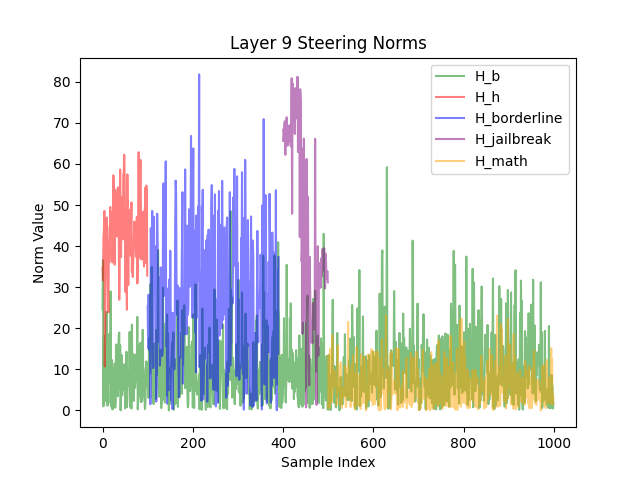 Layer 9 Steering Norms
Norm Value
80
70
60
50
40
30
20
10
0
H_b
H_h
H_borderline
H_jailbreak
H_math
0
200
400
600
800
1000
Sample Index